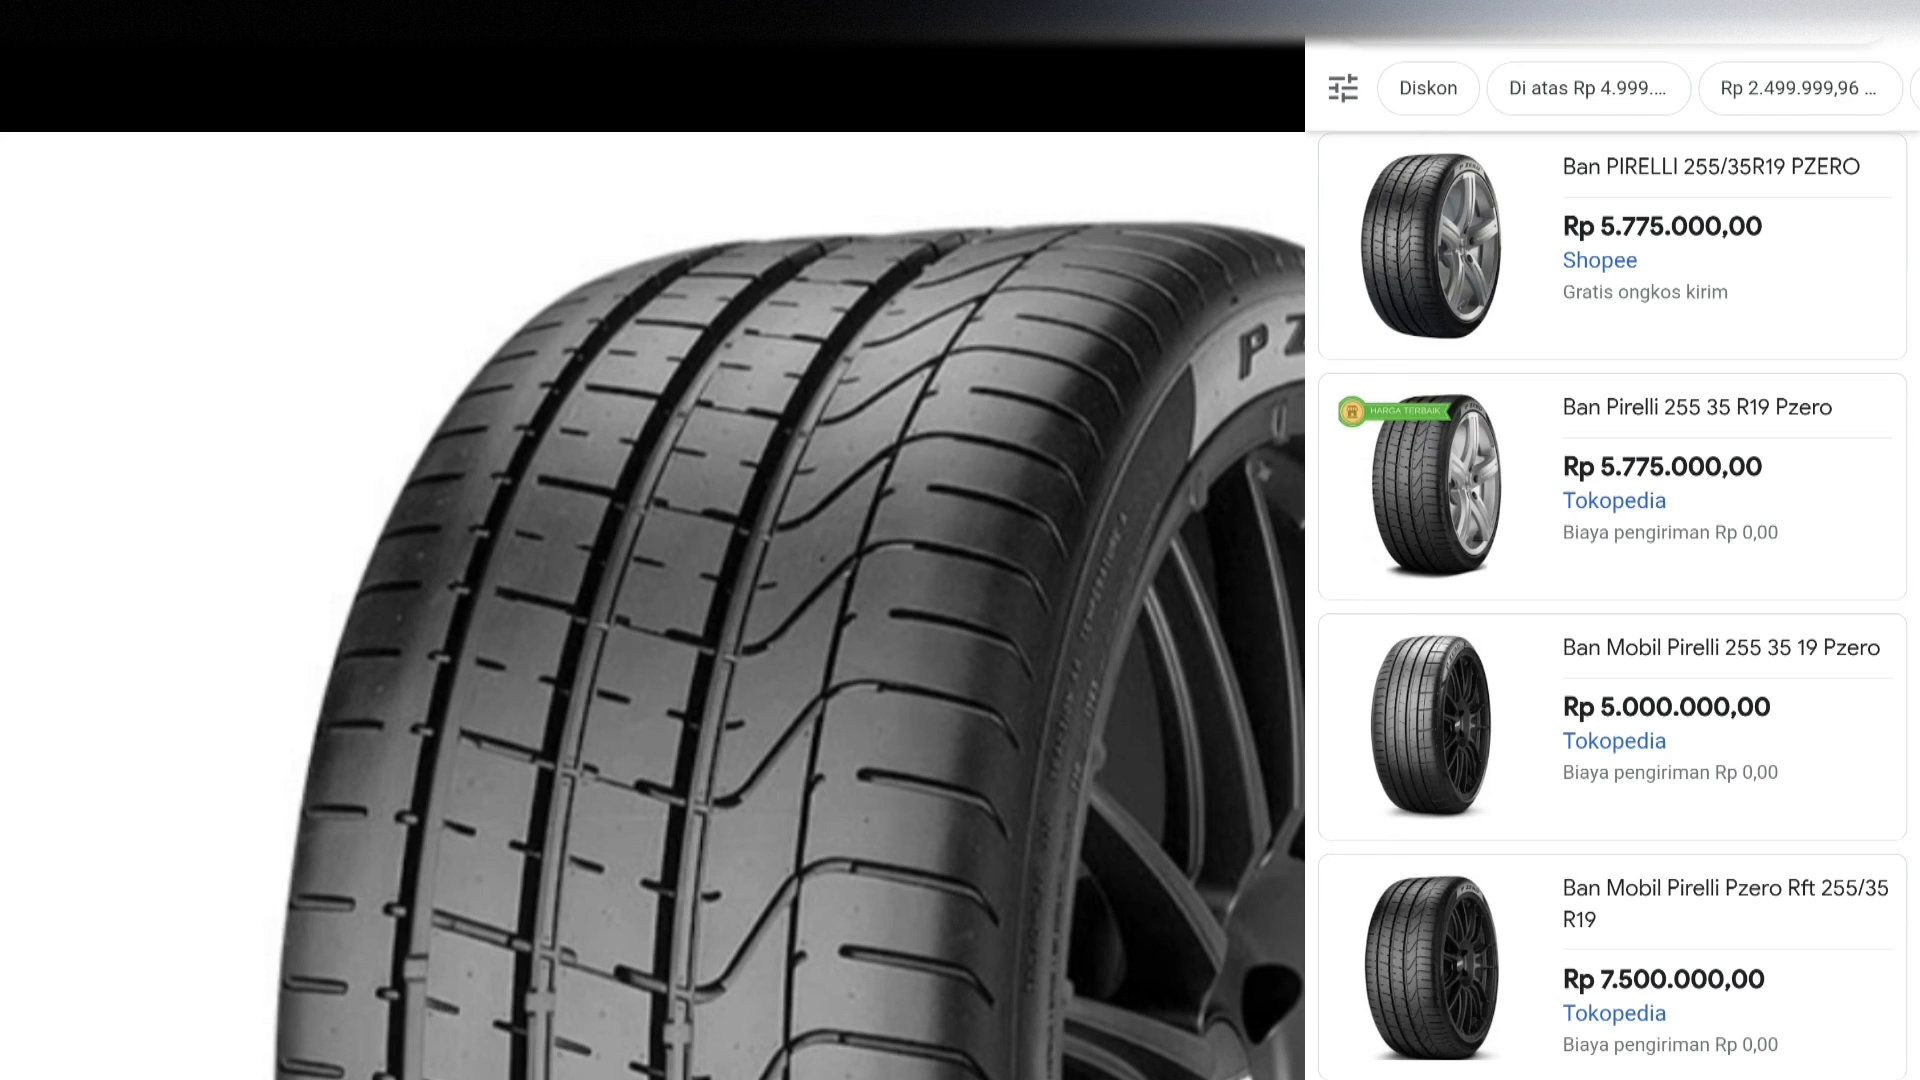 Diskon
Di atas Rp 4.999....
Rp 2.499.999,96 ...
Ban PIRELLI 255/35R19 PZERO
Rp 5.775.000,00
Shopee
Gratis ongkos kirim
HARGA TERBAIK
Ban Pirelli 255 35 R19 Pzero
Rp 5.775.000,00
Tokopedia
Biaya pengiriman Rp 0,00
Ban Mobil Pirelli 255 35 19 Pzero
Rp 5.000.000,00
Tokopedia
Biaya pengiriman Rp 0,00
Ban Mobil Pirelli Pzero Rft 255/35
R19
Rp 7.500.000,00
Tokopedia
Biaya pengiriman Rp 0,00
P Z
TEMPERATURE A